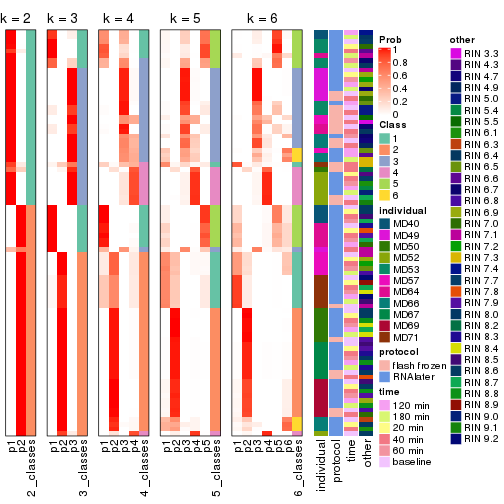 k = 2
k = 3
k = 4
k = 5
k = 6
p1
p2
2_classes
p1
p2
p3
3_classes
p1
p2
p3
p4
4_classes
p1
p2
p3
p4
p5
5_classes
p1
p2
p3
p4
p5
p6
6_classes
individual
protocol
time
other
Prob
1
0.8
0.6
0.4
0.2
0
Class
1
2
3
4
5
6
individual
MD40
MD49
MD50
MD52
MD53
MD57
MD64
MD66
MD67
MD69
MD71
protocol
flash frozen
RNAlater
time
120 min
180 min
20 min
40 min
60 min
baseline
other
RIN 3.3
RIN 4.3
RIN 4.7
RIN 4.9
RIN 5.0
RIN 5.4
RIN 5.5
RIN 6.1
RIN 6.3
RIN 6.4
RIN 6.5
RIN 6.6
RIN 6.7
RIN 6.8
RIN 6.9
RIN 7.0
RIN 7.1
RIN 7.2
RIN 7.3
RIN 7.4
RIN 7.7
RIN 7.8
RIN 7.9
RIN 8.0
RIN 8.2
RIN 8.3
RIN 8.4
RIN 8.5
RIN 8.6
RIN 8.7
RIN 8.8
RIN 8.9
RIN 9.0
RIN 9.1
RIN 9.2